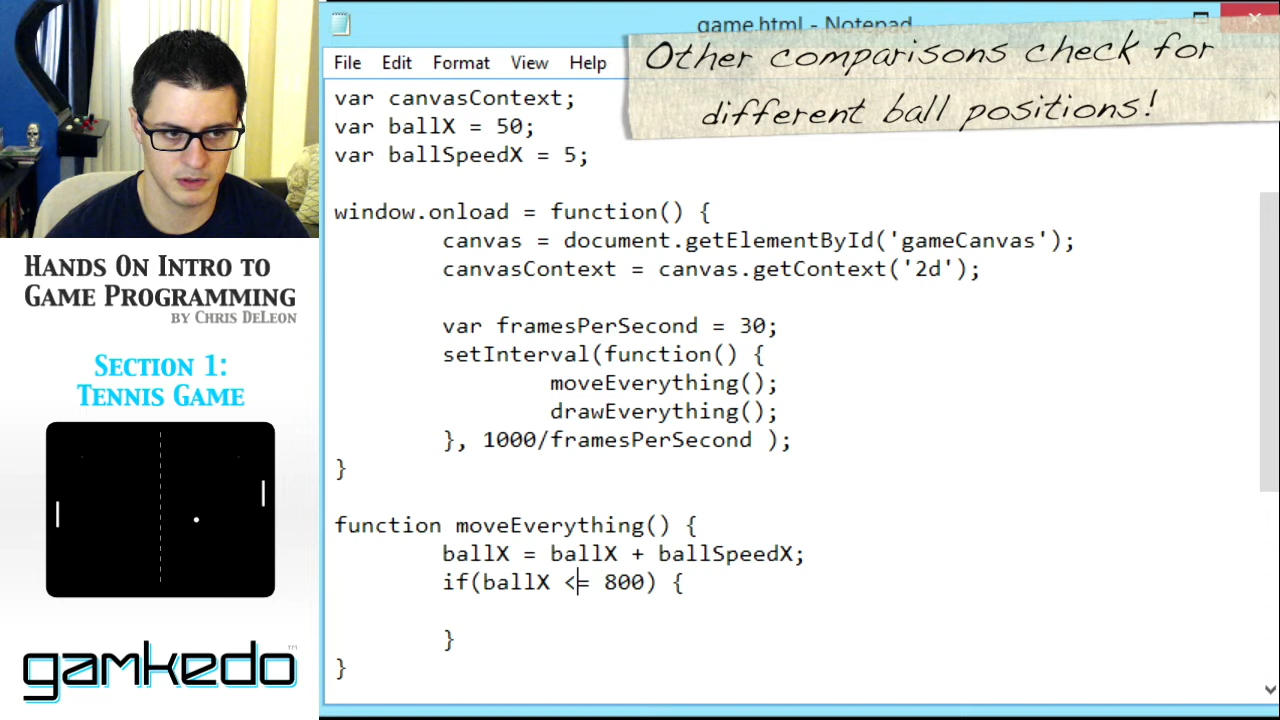 game.html - Notepad
Other comparisons check for
different ball positions!
File Edit Format View Help
var canvasContext;
var ballX = 50;
var ballSpeedX = 5;
window.onload = function() {
canvas = document.getElementById('gameCanvas');
canvasContext = canvas.getContext('2d');
var framesPerSecond = 30;
setInterval(function() {
moveEverything();
drawEverything();
}, 1000/framesPerSecond );
}
function moveEverything() {
ballX = ballX + ballSpeedX;
if(ballX <= 800) {
}
}
Hands On Intro to
Game Programming
by Chris DeLeon
Section 1:
Tennis Game
gamkedo™